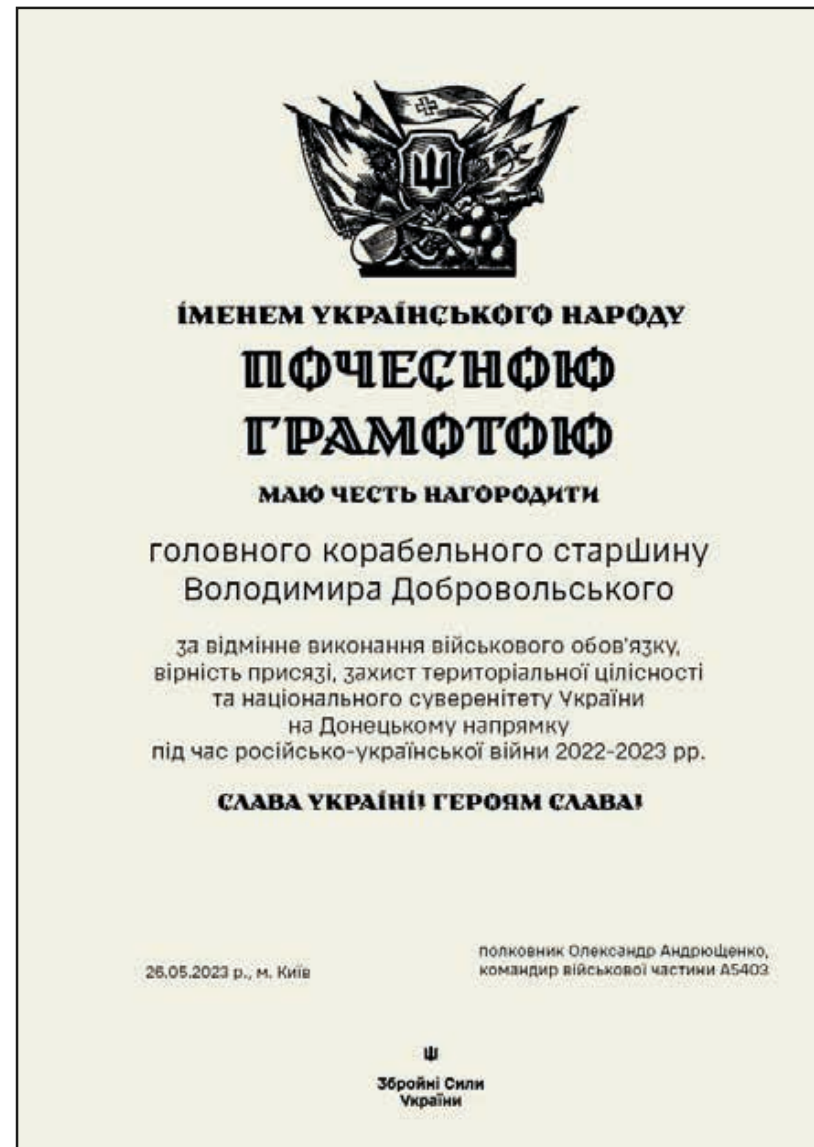 ІМЕНЕМ УКРАЇНСЬКОГО НАРОДУ
ПОЧЕСНОЮ
ГРАМОТОЮ
МАЮ ЧЕСТЬ НАГОРОДИТИ
головного корабельного старшину
Володимира Добровольського
за відмінне виконання військового обов'язку,
вірність присязі, захист територіальної цілісності
та національного суверенітету України
на Донецькому напрямку
під час російсько-української війни 2022-2023 рр.
СЛАВА УКРАЇНІ! ГЕРОЯМ СЛАВА!
26.05.2023 р., м. Київ
полковник Олександр Андрющенко,
командир військової частини А5403
Збройні Сили
України